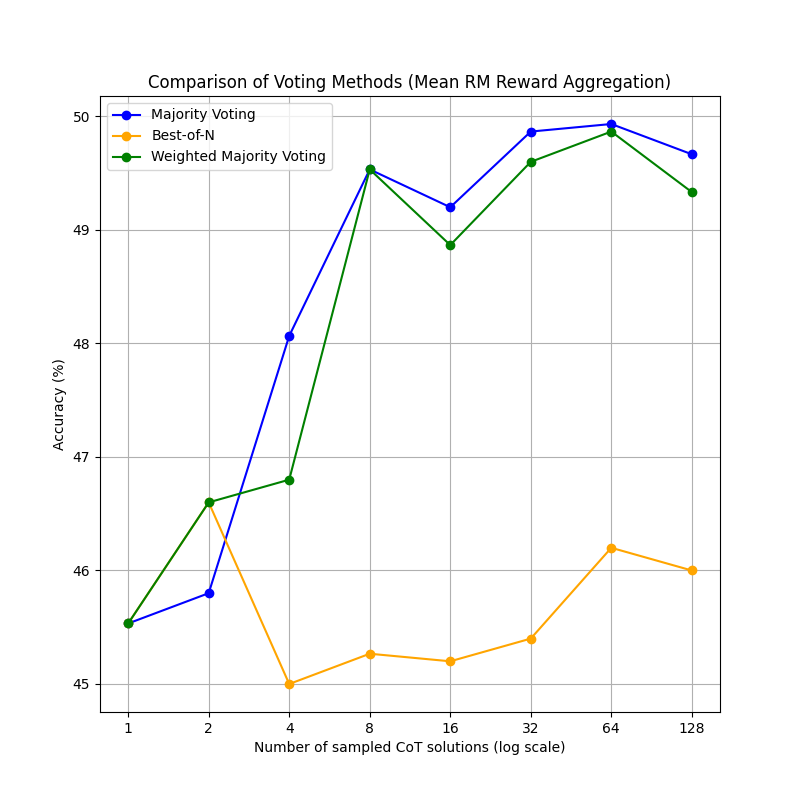 Comparison of Voting Methods (Mean RM Reward Aggregation)
Majority Voting
Best-of-N
Weighted Majority Voting
50
49
48
47
46
45
Accuracy (%)
1 2 4 8 16 32 64 128
Number of sampled CoT solutions (log scale)